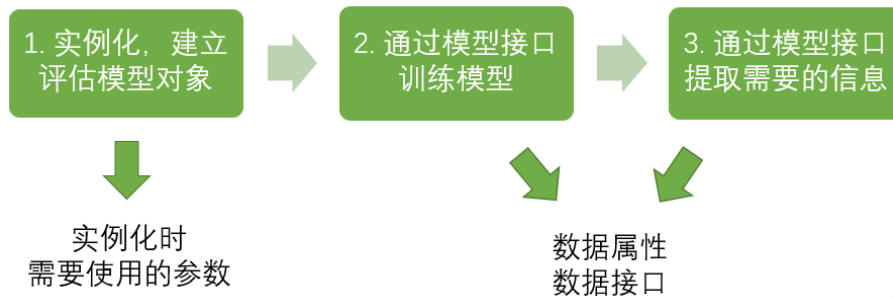 1. 实例化，建立
评估模型对象
2. 通过模型接口
训练模型
3. 通过模型接口
提取需要的信息
实例化时
需要使用的参数
数据属性
数据接口